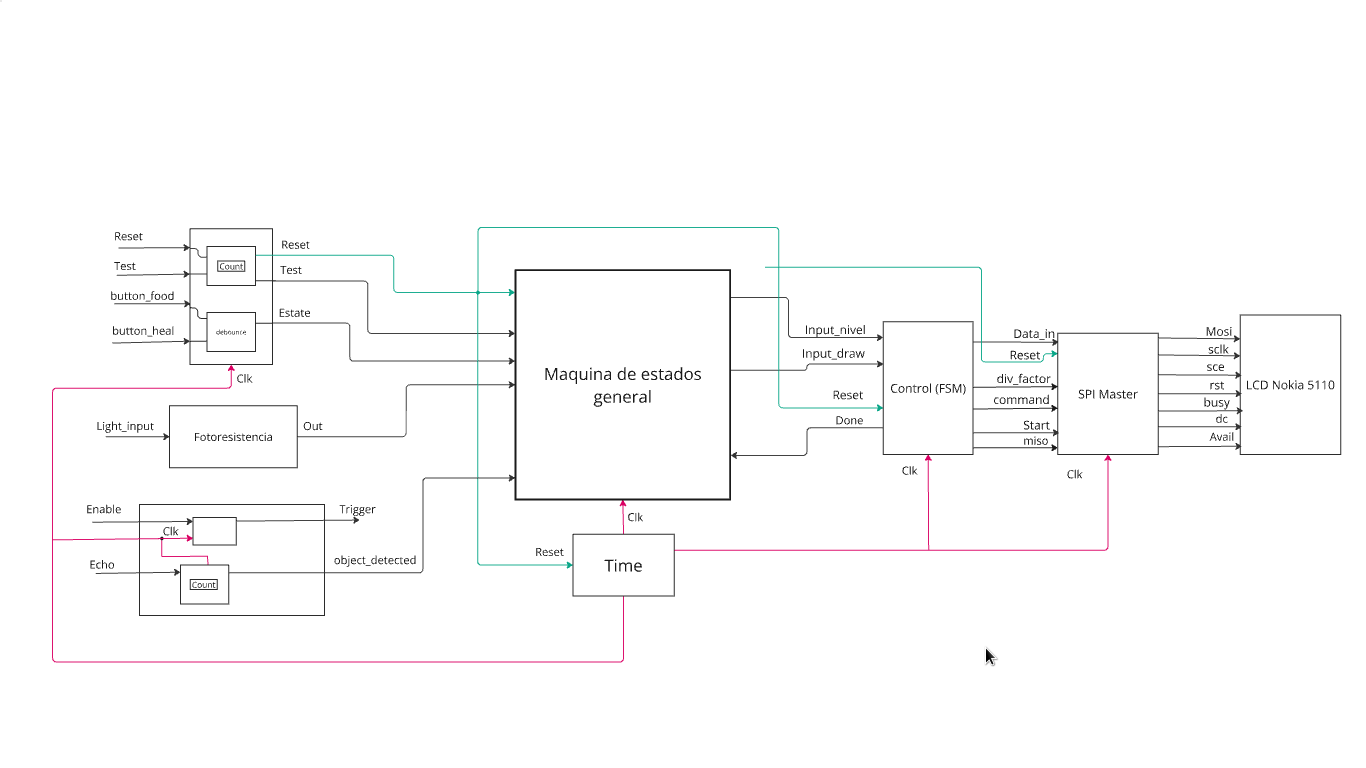 Reset
Test
button_food
button_heal
Count
debounce
Reset
Test
Estate
Clk
Light_input
Fotoresistencia
Out
Enable
Clk
Echo
Count
Trigger
object_detected
Maquina de estados
general
Clk
Reset
Time
Input_nivel
Input_draw
Reset
Done
Control (FSM)
Clk
Data_in
Reset
div_factor
command
Start
miso
SPI Master
Clk
Mosi
sclk
sce
rst
busy
dc
Avail
LCD Nokia 5110